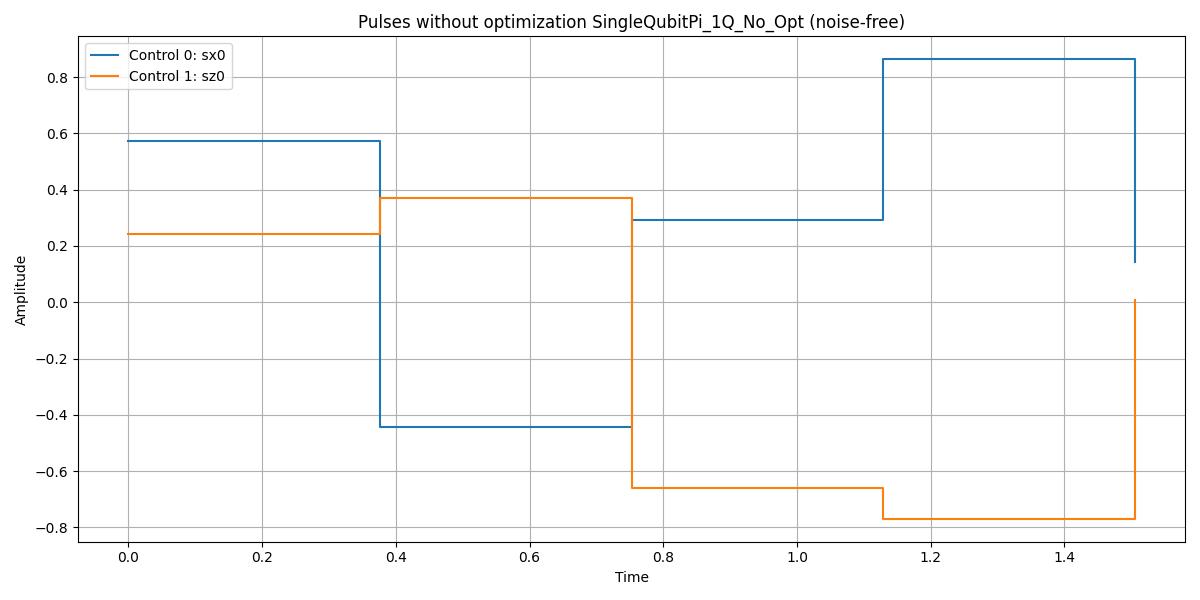 Pulses without optimization SingleQubitPi_1Q_No_Opt (noise-free)
Control 0: sx0
Control 1: sz0
Amplitude
0.8
0.6
0.4
0.2
0.0
−0.2
−0.4
−0.6
−0.8
0.0 0.2 0.4 0.6 0.8 1.0 1.2 1.4
Time